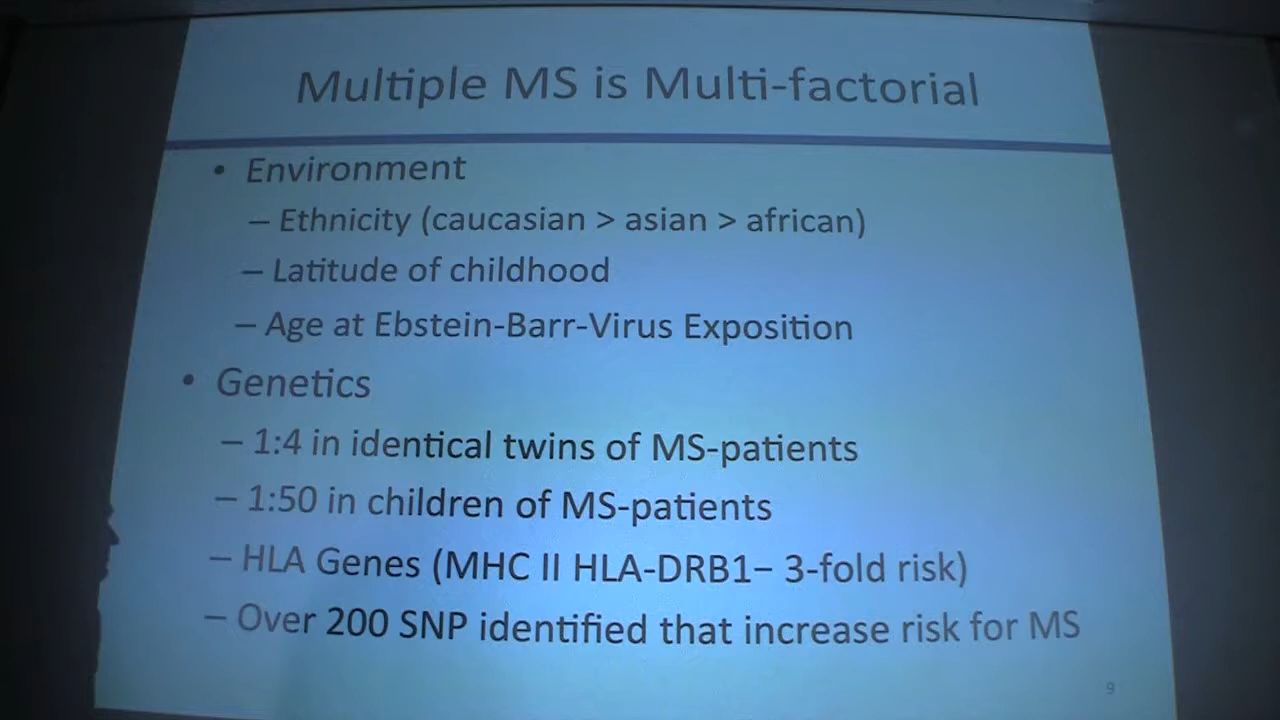 Multiple MS is Multi-factorial
• Environment
– Ethnicity (caucasian > asian > african)
– Latitude of childhood
– Age at Ebstein-Barr-Virus Exposition
• Genetics
– 1:4 in identical twins of MS-patients
– 1:50 in children of MS-patients
– HLA Genes (MHC II HLA-DRB1– 3-fold risk)
– Over 200 SNP identified that increase risk for MS
9